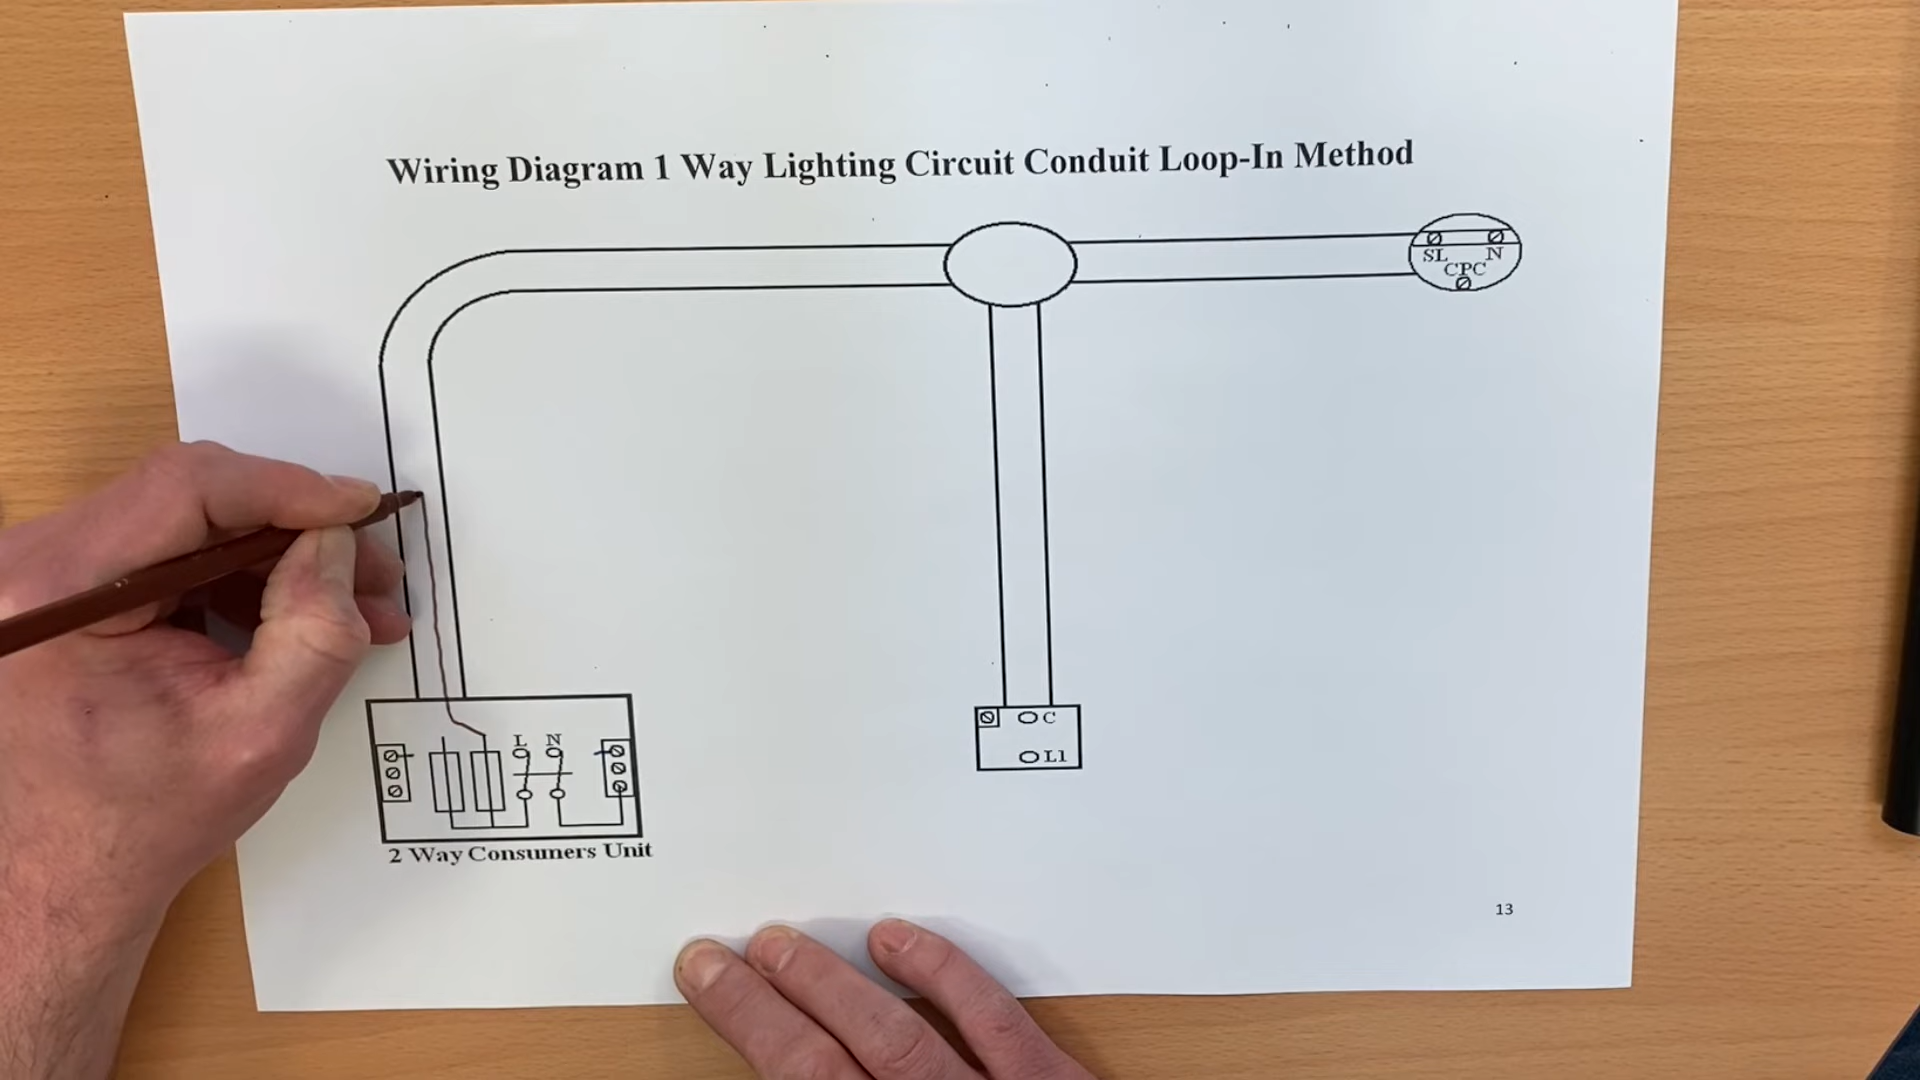 Wiring Diagram 1 Way Lighting Circuit Conduit Loop-In Method
SL N
CPC
L N
C
L1
2 Way Consumers Unit
13